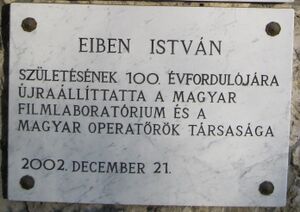 EIBEN ISTVÁN
SZÜLETÉSÉNEK 100. ÉVFORDULÓJÁRA
ÚJRAÁLLÍTTATTA A MAGYAR
FILMLABORATÓRIUM ÉS A
MAGYAR OPERATŐRÖK TÁRSASÁGA
2002. DECEMBER 21.